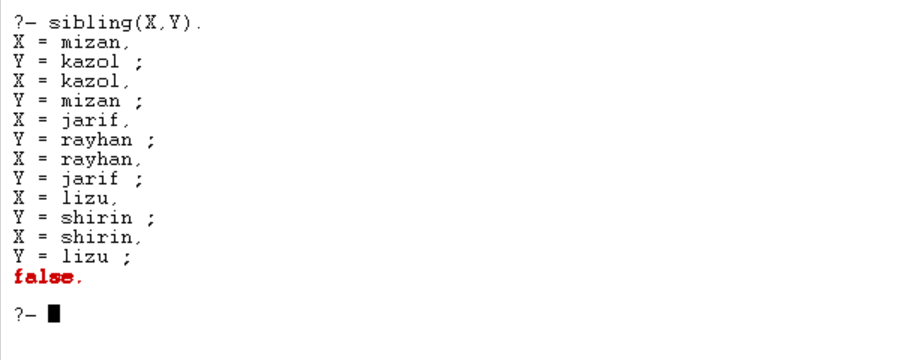 ?- sibling(X,Y).
X = mizan,
Y = kazol ;
X = kazol,
Y = mizan ;
X = jarif,
Y = rayhan ;
X = rayhan,
Y = jarif ;
X = lizu,
Y = shirin ;
X = shirin,
Y = lizu ;
false.
?-